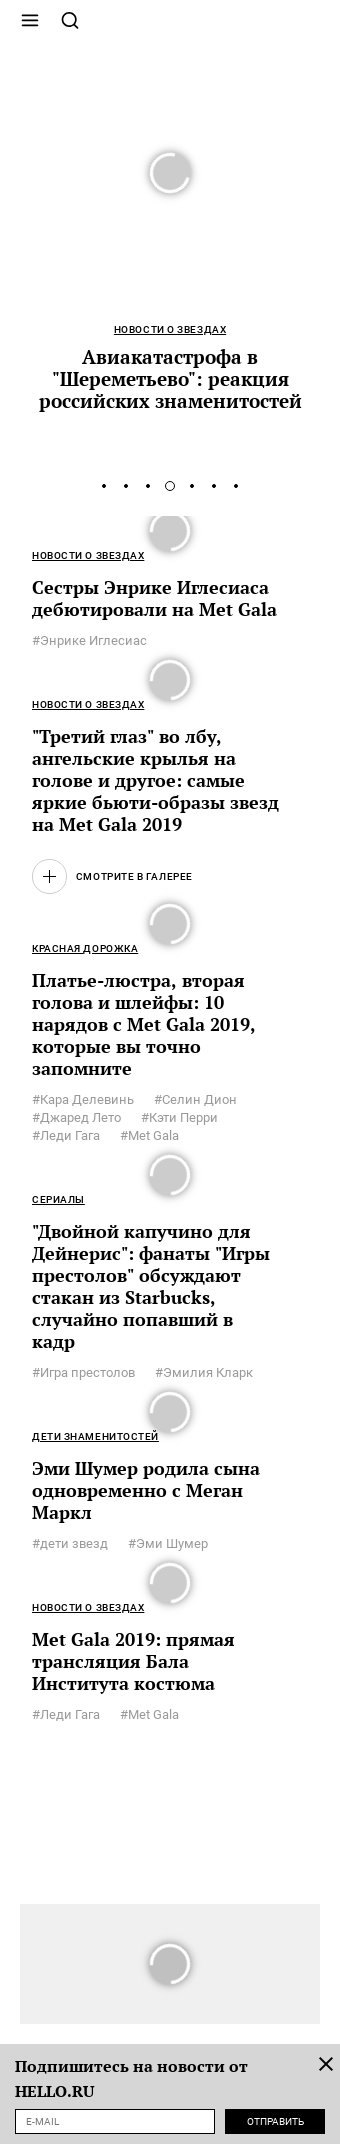 НОВОСТИ О ЗВЕЗДАХ
Авиакатастрофа в
"Шереметьево": реакция
российских знаменитостей
НОВОСТИ О ЗВЕЗДАХ
Сестры Энрике Иглесиаса
дебютировали на Met Gala
#Энрике Иглесиас
НОВОСТИ О ЗВЕЗДАХ
"Третий глаз" во лбу,
ангельские крылья на
голове и другое: самые
яркие бьюти-образы звезд
на Met Gala 2019
СМОТРИТЕ В ГАЛЕРЕЕ
КРАСНАЯ ДОРОЖКА
Платье-люстра, вторая
голова и шлейфы: 10
нарядов с Met Gala 2019,
которые вы точно
запомните
#Кара Делевинь #Селин Дион
#Джаред Лето #Кэти Перри
#Леди Гага #Met Gala
СЕРИАЛЫ
"Двойной капучино для
Дейнерис": фанаты "Игры
престолов" обсуждают
стакан из Starbucks,
случайно попавший в
кадр
#Игра престолов #Эмилия Кларк
ДЕТИ ЗНАМЕНИТОСТЕЙ
Эми Шумер родила сына
одновременно с Меган
Маркл
#дети звезд #Эми Шумер
НОВОСТИ О ЗВЕЗДАХ
Met Gala 2019: прямая
трансляция Бала
Института костюма
#Леди Гага #Met Gala
Подпишитесь на новости от
HELLO.RU
E-MAIL ОТПРАВИТЬ